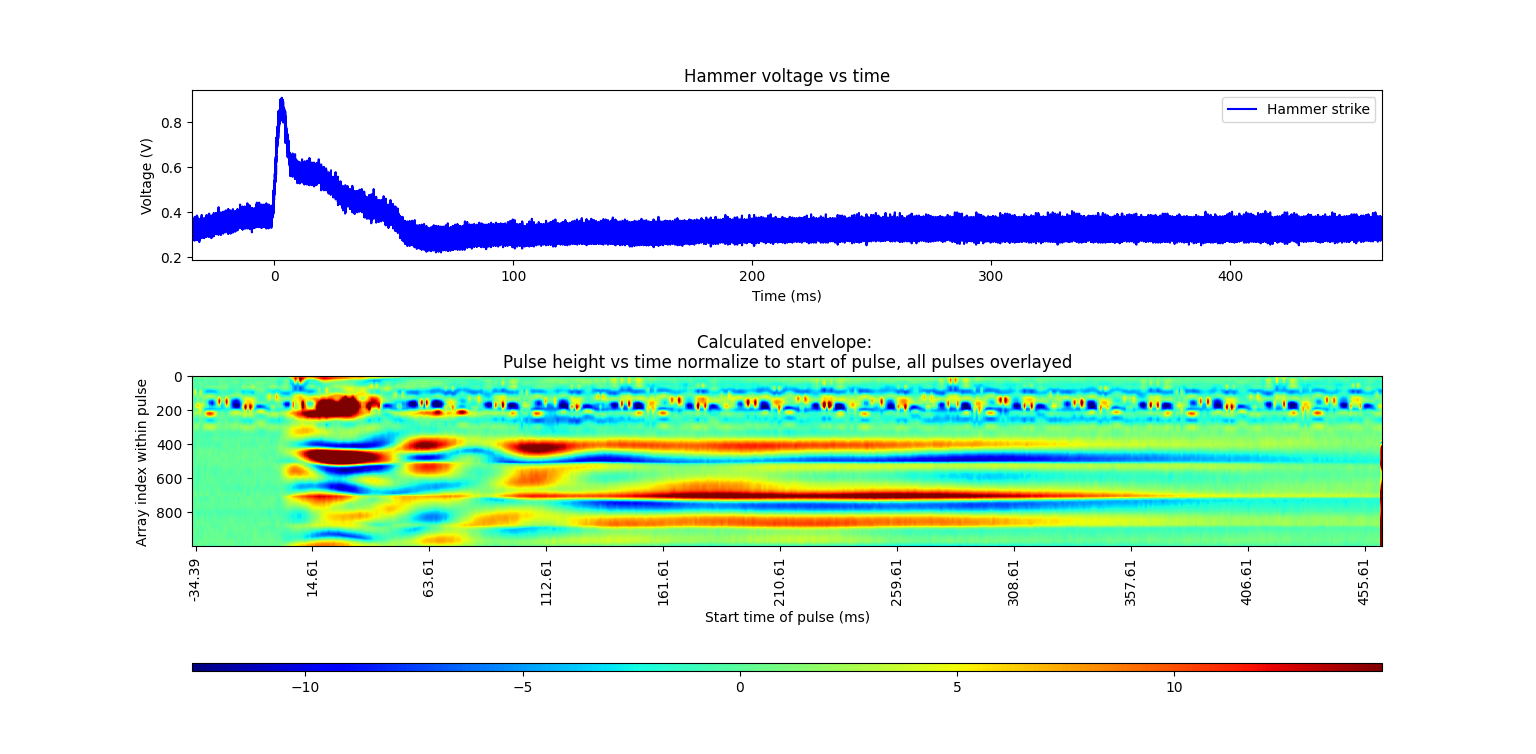 Hammer voltage vs time
Hammer strike
Voltage (V)
0.8
0.6
0.4
0.2
0 100 200 300 400
Time (ms)
Calculated envelope:
Pulse height vs time normalize to start of pulse, all pulses overlayed
Array index within pulse
0
200
400
600
800
-34.39 14.61 63.61 112.61 161.61 210.61 259.61 308.61 357.61 406.61 455.61
Start time of pulse (ms)
−10 −5 0 5 10